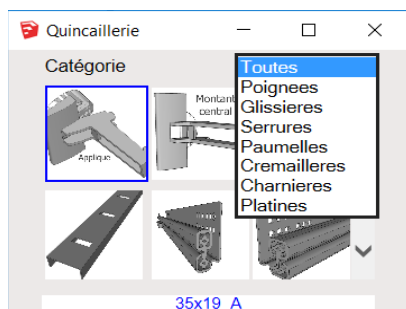 Quincaillerie
Catégorie
Toutes
Poignees
Glissieres
Serrures
Paumelles
Cremailleres
Charnieres
Platines
Montant
central
Applique
35x19 A